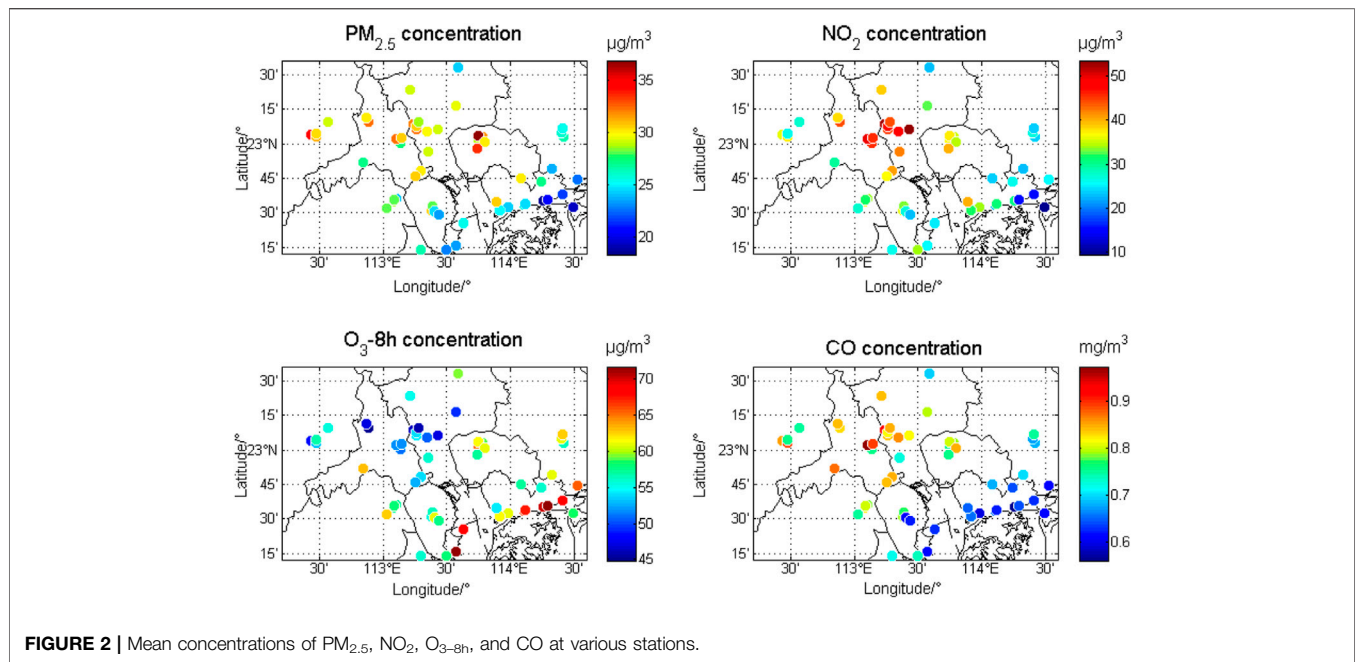 PM2.5 concentration
µg/m3
30'
15'
23°N
45'
30'
15'
Latitude/°
30' 113°E 30' 114°E 30'
Longitude/°
35
30
25
20
NO2 concentration
µg/m3
30'
15'
23°N
45'
30'
15'
Latitude/°
30' 113°E 30' 114°E 30'
Longitude/°
50
40
30
20
10
O3-8h concentration
µg/m3
30'
15'
23°N
45'
30'
15'
Latitude/°
30' 113°E 30' 114°E 30'
Longitude/°
70
65
60
55
50
45
CO concentration
mg/m3
30'
15'
23°N
45'
30'
15'
Latitude/°
30' 113°E 30' 114°E 30'
Longitude/°
0.9
0.8
0.7
0.6
FIGURE 2 | Mean concentrations of PM2.5, NO2, O3–8h, and CO at various stations.